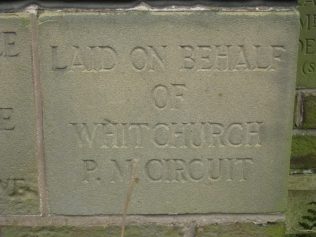 LAID ON BEHALF
OF
WHITCHURCH
P. M. CIRCUIT